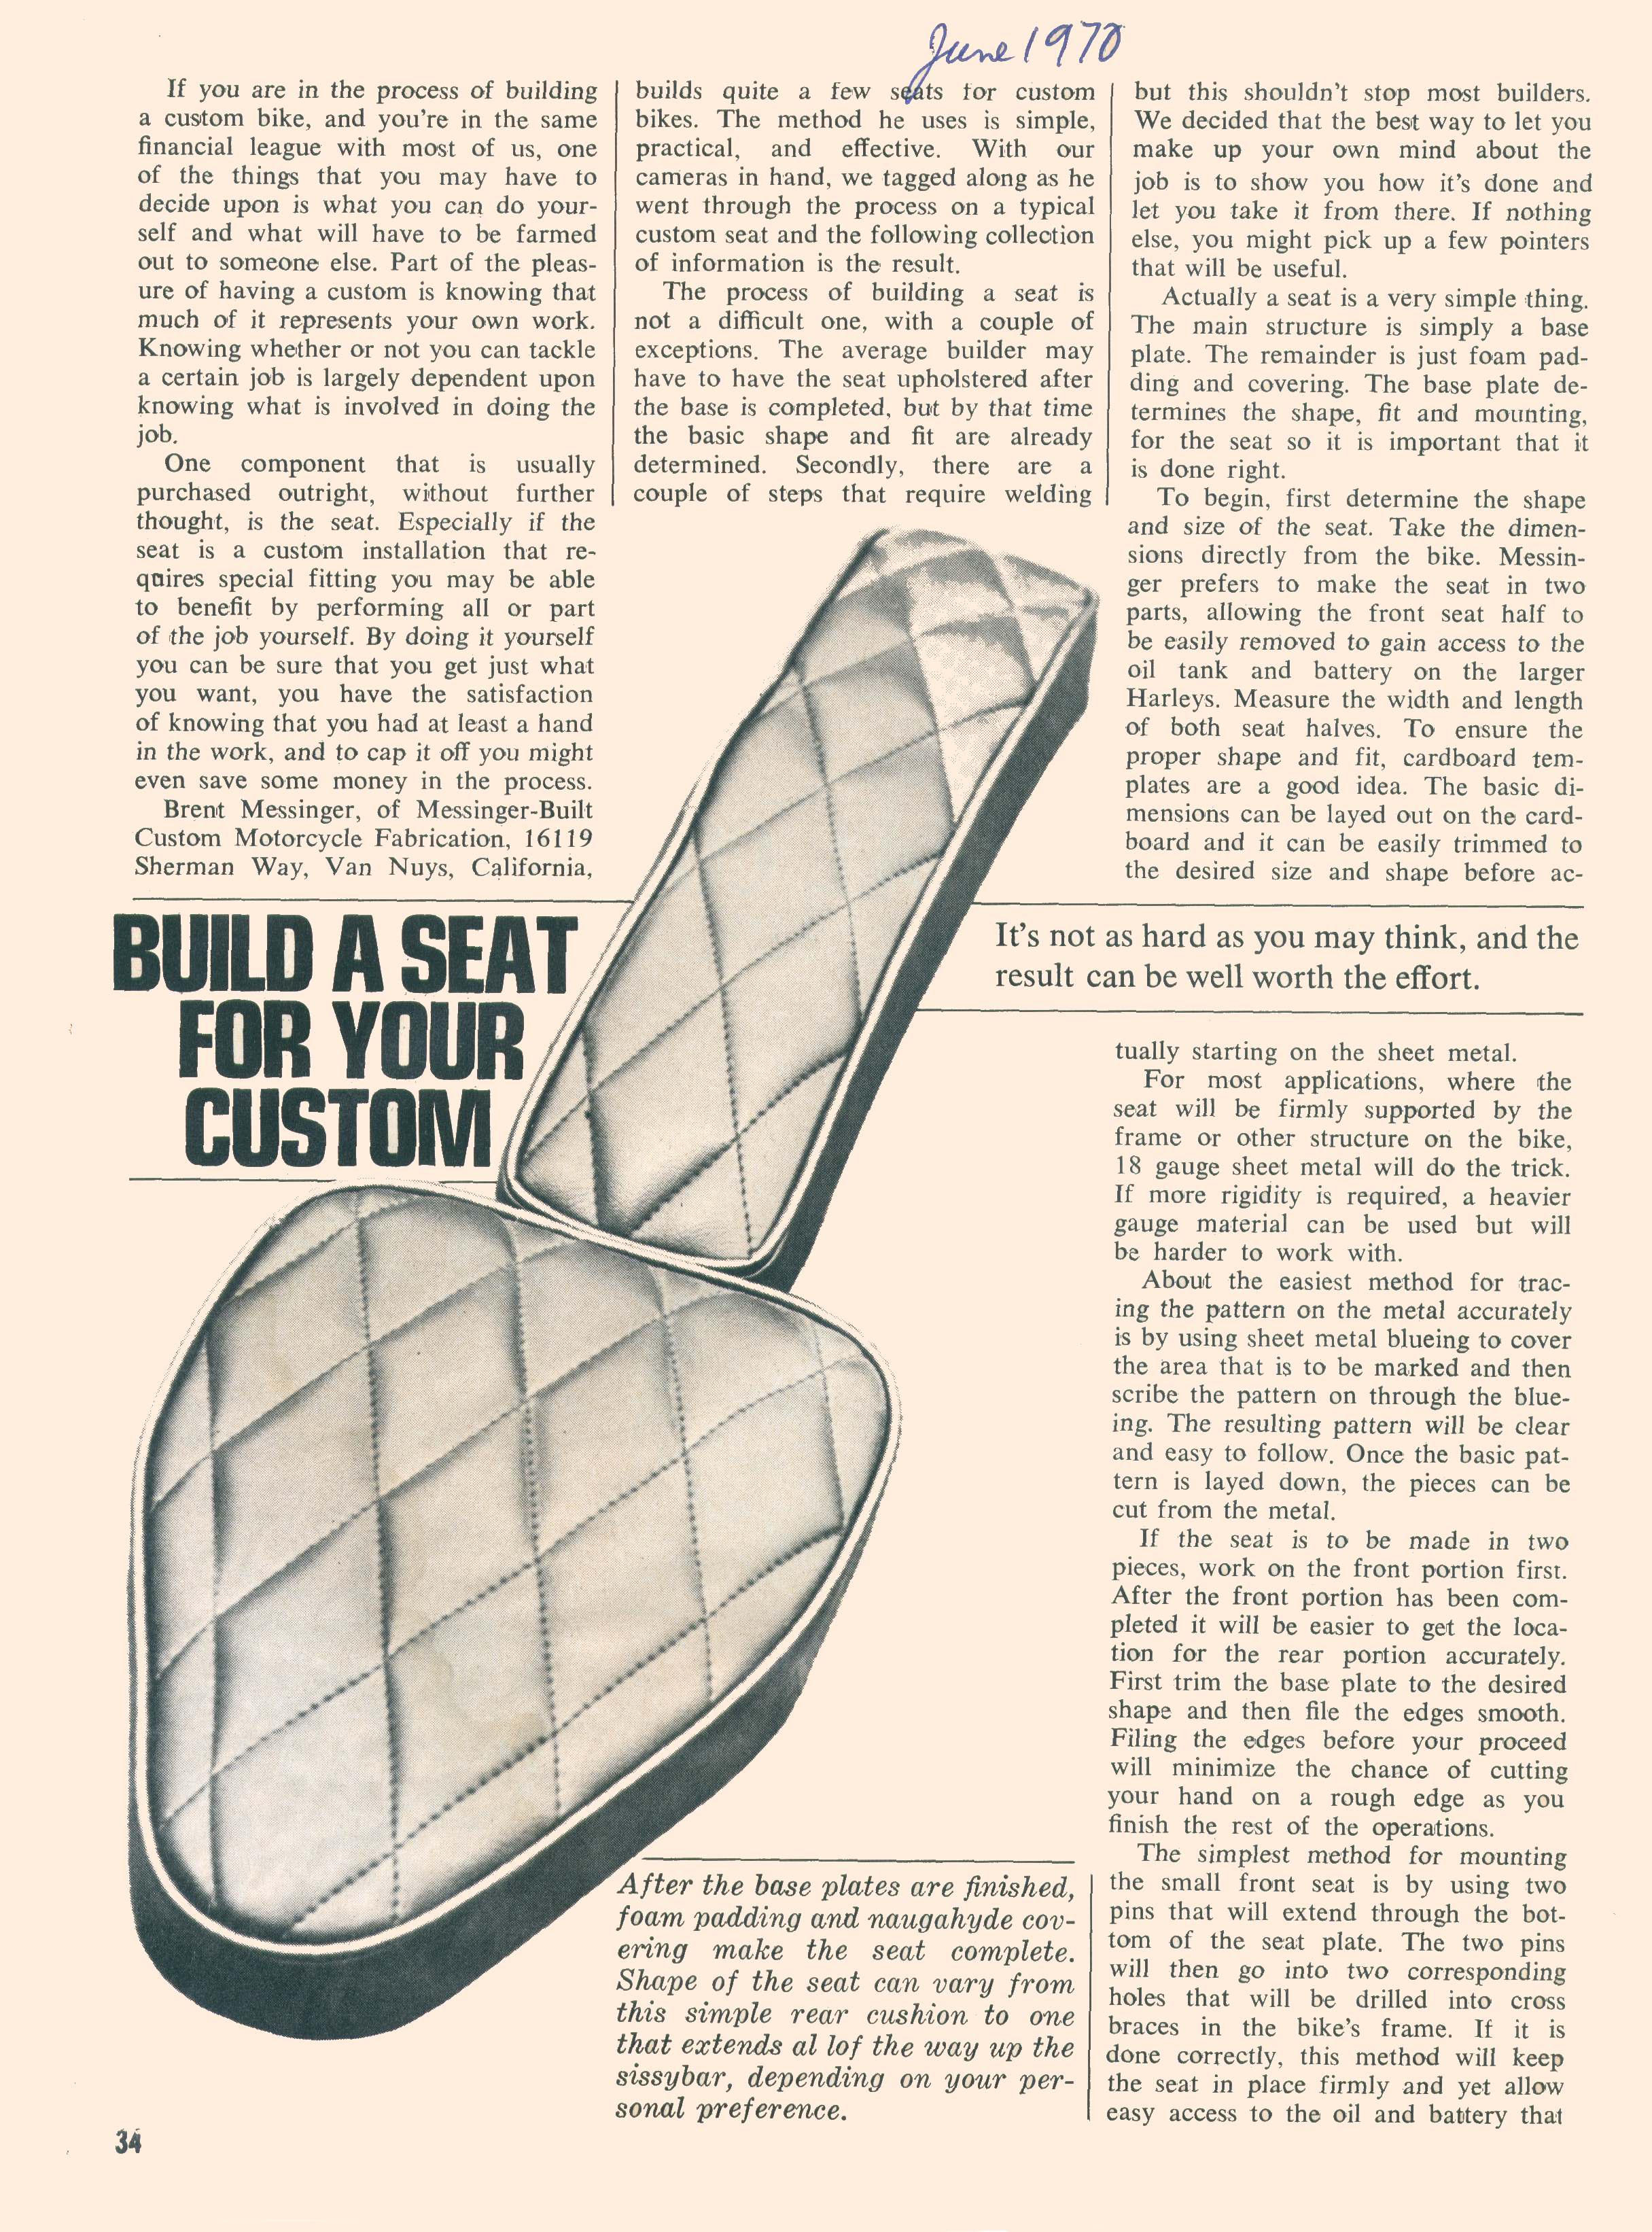 June 1970
If you are in the process of building
a custom bike, and you're in the same
financial league with most of us, one
of the things that you may have to
decide upon is what you can do your-
self and what will have to be farmed
out to someone else. Part of the pleas-
ure of having a custom is knowing that
much of it represents your own work.
Knowing whether or not you can tackle
a certain job is largely dependent upon
knowing what is involved in doing the
job.
One component that is usually
purchased outright, without further
thought, is the seat. Especially if the
seat is a custom installation that re-
quires special fitting you may be able
to benefit by performing all or part
of the job yourself. By doing it yourself
you can be sure that you get just what
you want, you have the satisfaction
of knowing that you had at least a hand
in the work, and to cap it off you might
even save some money in the process.
Brent Messinger, of Messinger-Built
Custom Motorcycle Fabrication, 16119
Sherman Way, Van Nuys, California,
builds quite a few seats for custom
bikes. The method he uses is simple,
practical, and effective. With our
cameras in hand, we tagged along as he
went through the process on a typical
custom seat and the following collection
of information is the result.
The process of building a seat is
not a difficult one, with a couple of
exceptions. The average builder may
have to have the seat upholstered after
the base is completed, but by that time
the basic shape and fit are already
determined. Secondly, there are a
couple of steps that require welding
but this shouldn't stop most builders.
We decided that the best way to let you
make up your own mind about the
job is to show you how it's done and
let you take it from there. If nothing
else, you might pick up a few pointers
that will be useful.
Actually a seat is a very simple thing.
The main structure is simply a base
plate. The remainder is just foam pad-
ding and covering. The base plate de-
termines the shape, fit and mounting,
for the seat so it is important that it
is done right.
To begin, first determine the shape
and size of the seat. Take the dimen-
sions directly from the bike. Messin-
ger prefers to make the seat in two
parts, allowing the front seat half to
be easily removed to gain access to the
oil tank and battery on the larger
Harleys. Measure the width and length
of both seat halves. To ensure the
proper shape and fit, cardboard tem-
plates are a good idea. The basic di-
mensions can be layed out on the card-
board and it can be easily trimmed to
the desired size and shape before ac-
BUILD A SEAT
FOR YOUR
CUSTOM
It's not as hard as you may think, and the
result can be well worth the effort.
tually starting on the sheet metal.
For most applications, where the
seat will be firmly supported by the
frame or other structure on the bike,
18 gauge sheet metal will do the trick.
If more rigidity is required, a heavier
gauge material can be used but will
be harder to work with.
About the easiest method for trac-
ing the pattern on the metal accurately
is by using sheet metal blueing to cover
the area that is to be marked and then
scribe the pattern on through the blue-
ing. The resulting pattern will be clear
and easy to follow. Once the basic pat-
tern is layed down, the pieces can be
cut from the metal.
If the seat is to be made in two
pieces, work on the front portion first.
After the front portion has been com-
pleted it will be easier to get the loca-
tion for the rear portion accurately.
First trim the base plate to the desired
shape and then file the edges smooth.
Filing the edges before your proceed
will minimize the chance of cutting
your hand on a rough edge as you
finish the rest of the operations.
The simplest method for mounting
the small front seat is by using two
pins that will extend through the bot-
tom of the seat plate. The two pins
will then go into two corresponding
holes that will be drilled into cross
braces in the bike's frame. If it is
done correctly, this method will keep
the seat in place firmly and yet allow
easy access to the oil and battery that
After the base plates are finished,
foam padding and naugahyde cov-
ering make the seat complete.
Shape of the seat can vary from
this simple rear cushion to one
that extends al lof the way up the
sissybar, depending on your per-
sonal preference.
34